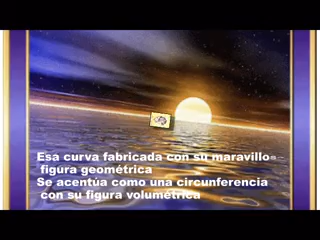 Esa curva fabricada con su maravillo-
figura geométrica
Se acentúa como una circunferencia
con su figura volumétrica